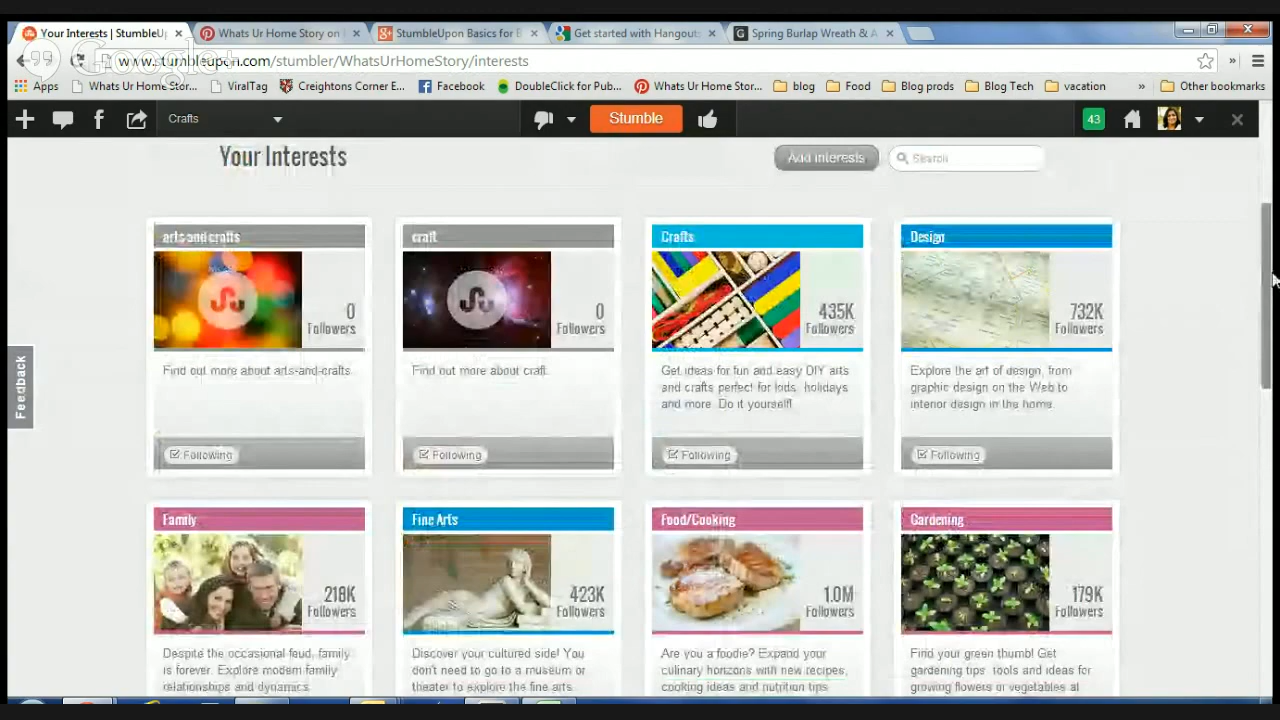 Your Interests | StumbleUp
Whats Ur Home Story on
StumbleUpon Basics for B
Get started with Hangouts
Spring Burlap Wreath & A
Google+
www.stumbleupon.com/stumbler/WhatsUrHomeStory/interests
Apps
Whats Ur Home Stor...
ViralTag
Creightons Corner E...
Facebook
DoubleClick for Pub...
Whats Ur Home Stor...
blog
Food
Blog prods
Blog Tech
vacation
»
Other bookmarks
Crafts
Stumble
43
Your Interests
Add interests
Search
arts and crafts
craft
Crafts
Design
0
Followers
0
Followers
435K
Followers
732K
Followers
Find out more about arts-and-crafts.
Find out more about craft.
Get ideas for fun and easy DIY arts
and crafts perfect for kids, holidays
and more. Do it yourself!
Explore the art of design, from
graphic design on the Web to
interior design in the home.
Following
Following
Following
Following
Feedback
Family
Fine Arts
Food/Cooking
Gardening
218K
Followers
423K
Followers
1.0M
Followers
179K
Followers
Despite the occasional feud, family
is forever. Explore modern family
relationships and dynamics.
Discover your cultured side! You
don't need to go to a museum or
theater to explore the fine arts.
Are you a foodie? Expand your
culinary horizons with new recipes,
cooking ideas and nutrition tips
Find your green thumb! Get
gardening tips, tools and ideas for
growing flowers or vegetables at